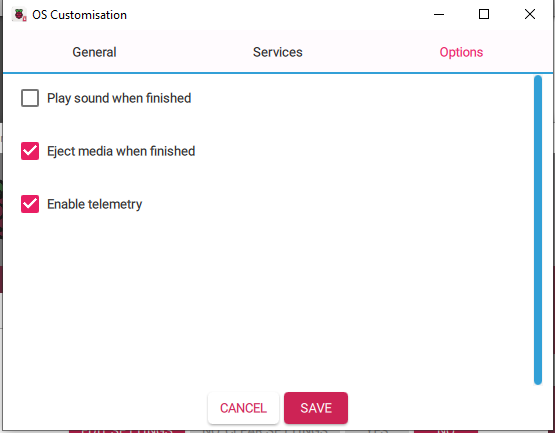 OS Customisation
General Services Options
Play sound when finished
Eject media when finished
Enable telemetry
CANCEL SAVE